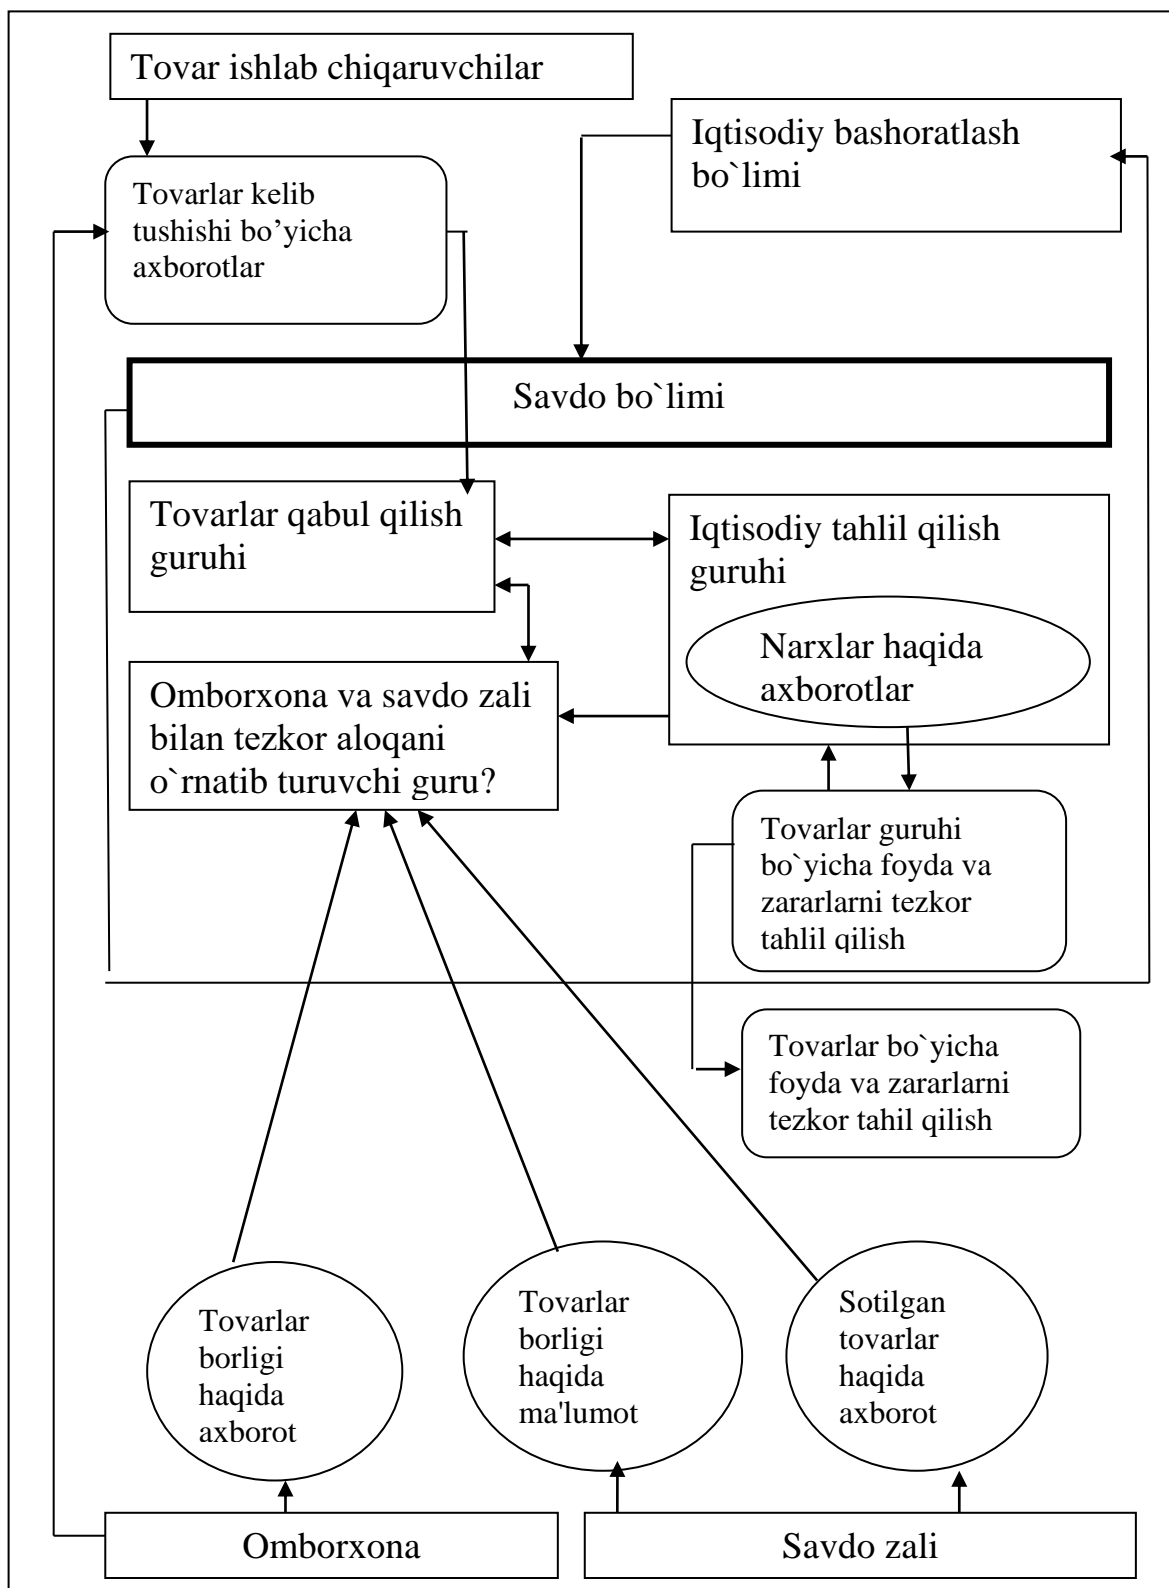 Tovar ishlab chiqaruvchilar
Iqtisodiy bashoratlash
bo`limi
Tovarlar kelib
tushishi bo’yicha
axborotlar
Savdo bo`limi
Tovarlar qabul qilish
guruhi
Iqtisodiy tahlil qilish
guruhi
Narxlar haqida
axborotlar
Omborxona va savdo zali
bilan tezkor aloqani
o`rnatib turuvchi guru?
Tovarlar guruhi
bo`yicha foyda va
zararlarni tezkor
tahlil qilish
Tovarlar bo`yicha
foyda va zararlarni
tezkor tahil qilish
Tovarlar
borligi
haqida
axborot
Tovarlar
borligi
haqida
ma'lumot
Sotilgan
tovarlar
haqida
axborot
Omborxona
Savdo zali